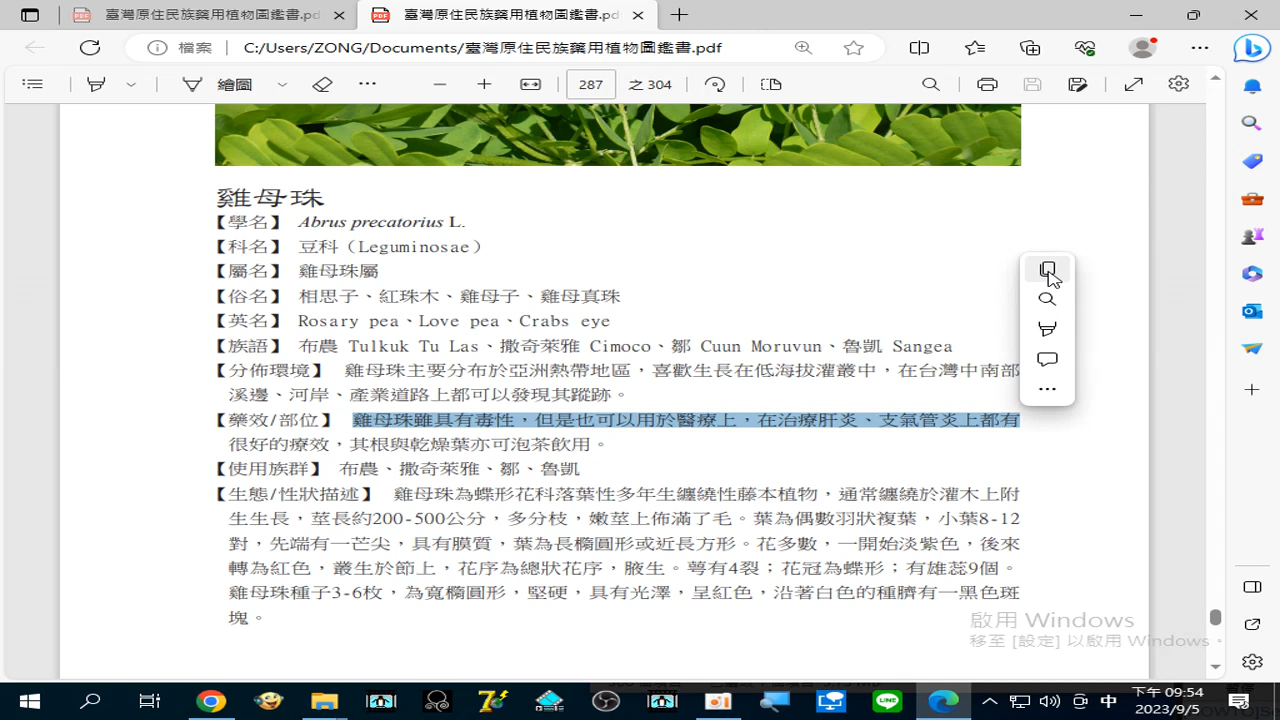 臺灣原住民族藥用植物圖鑑書.pdf
臺灣原住民族藥用植物圖鑑書.pdf
檔案 C:/Users/ZONG/Documents/臺灣原住民族藥用植物圖鑑書.pdf
繪圖 287 之 304
雞母珠
【學名】 Abrus precatorius L.
【科名】 豆科（Leguminosae）
【屬名】 雞母珠屬
【俗名】 相思子、紅珠木、雞母子、雞母真珠
【英名】 Rosary pea、Love pea、Crabs eye
【族語】 布農 Tulkuk Tu Las、撒奇萊雅 Cimoco、鄒 Cuun Moruvun、魯凱 Sangea
【分佈環境】 雞母珠主要分布於亞洲熱帶地區，喜歡生長在低海拔灌叢中，在台灣中南部
溪邊、河岸、產業道路上都可以發現其蹤跡。
【藥效/部位】 雞母珠雖具有毒性，但是也可以用於醫療上，在治療肝炎、支氣管炎上都有
很好的療效，其根與乾燥葉亦可泡茶飲用。
【使用族群】 布農、撒奇萊雅、鄒、魯凱
【生態/性狀描述】 雞母珠為蝶形花科落葉性多年生纏繞性藤本植物，通常纏繞於灌木上附
生生長，莖長約200-500公分，多分枝，嫩莖上佈滿了毛。葉為偶數羽狀複葉，小葉8-12
對，先端有一芒尖，具有膜質，葉為長橢圓形或近長方形。花多數，一開始淡紫色，後來
轉為紅色，叢生於節上，花序為總狀花序，腋生。萼有4裂；花冠為蝶形；有雄蕊9個。
雞母珠種子3-6枚，為寬橢圓形，堅硬，具有光澤，呈紅色，沿著白色的種臍有一黑色斑
塊。
啟用 Windows
移至 [設定] 以啟用 Windows。
中
下午 09:54
2023/9/5